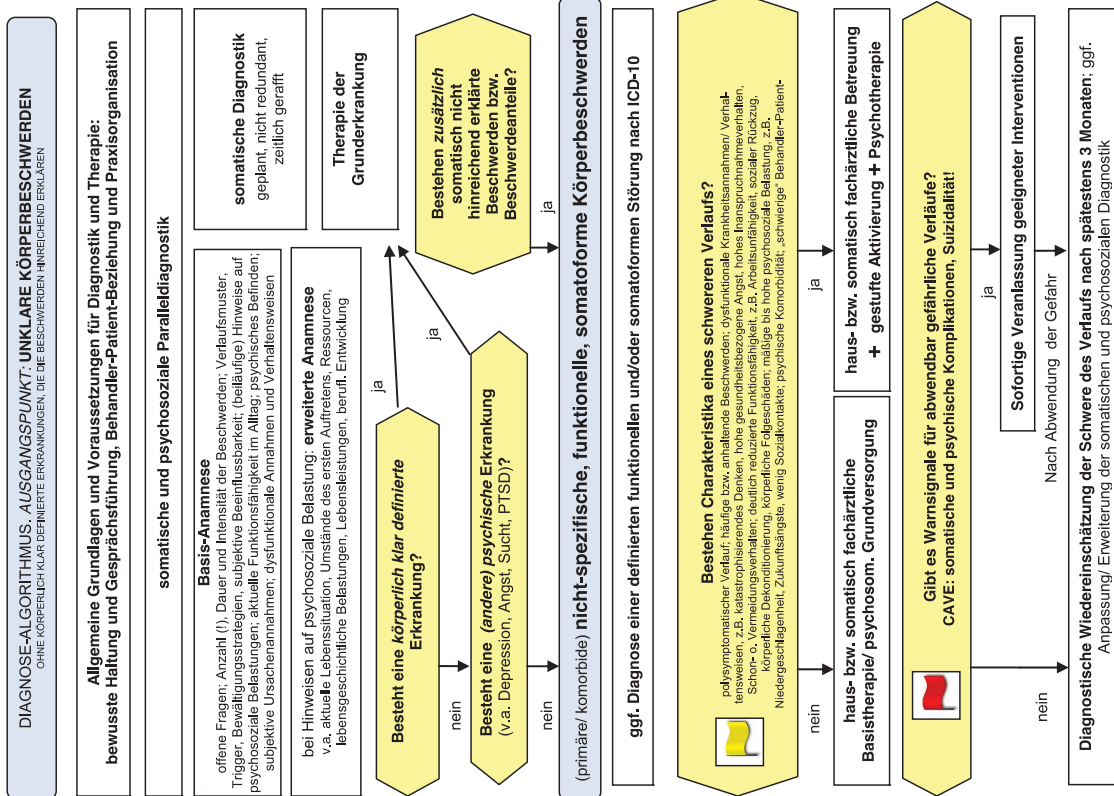 DIAGNOSE-ALGORITHMUS. AUSGANGSPUNKT: UNKLARE KÖRPERBESCHWERDEN
OHNE KÖRPERLICH KLAR DEFINIERTE ERKRANKUNGEN, DIE DIE BESCHWERDEN HINREICHEND ERKLÄREN
Allgemeine Grundlagen und Voraussetzungen für Diagnostik und Therapie:
bewusste Haltung und Gesprächsführung, Behandler-Patient-Beziehung und Praxisorganisation
somatische und psychosoziale Paralleldiagnostik
Basis-Anamnese
offene Fragen; Anzahl (!), Dauer und Intensität der Beschwerden; Verlaufsmuster,
Trigger, Bewältigungsstrategien, subjektive Beeinflussbarkeit; (beiläufige) Hinweise auf
psychosoziale Belastungen; aktuelle Funktionsfähigkeit im Alltag; psychisches Befinden;
subjektive Ursachenannahmen; dysfunktionale Annahmen und Verhaltensweisen
somatische Diagnostik
geplant, nicht redundant,
zeitlich gerafft
bei Hinweisen auf psychosoziale Belastung: erweiterte Anamnese
v.a. aktuelle Lebenssituation, Umstände des ersten Auftretens, Ressourcen,
lebensgeschichtliche Belastungen, Lebensleistungen, berufl. Entwicklung
Therapie der
Grunderkrankung
Besteht eine körperlich klar definierte
Erkrankung?
ja
nein
Besteht eine (andere) psychische Erkrankung
(v.a. Depression, Angst, Sucht, PTSD)?
ja
nein
Bestehen zusätzlich
somatisch nicht
hinreichend erklärte
Beschwerden bzw.
Beschwerdeanteile?
ja
(primäre/ komorbide) nicht-spezifische, funktionelle, somatoforme Körperbeschwerden
ggf. Diagnose einer definierten funktionellen und/oder somatoformen Störung nach ICD-10
Bestehen Charakteristika eines schwereren Verlaufs?
polysymptomatischer Verlauf; häufige bzw. anhaltende Beschwerden; dysfunktionale Krankheitsannahmen/ Verhal-
tensweisen, z.B. katastrophisierendes Denken, hohe gesundheitsbezogene Angst, hohes Inanspruchnahmeverhalten,
Schon- o. Vermeidungsverhalten; deutlich reduzierte Funktionsfähigkeit, z.B. Arbeitsunfähigkeit, sozialer Rückzug,
körperliche Dekonditionierung, körperliche Folgeschäden; mäßige bis hohe psychosoziale Belastung, z.B.
Niedergeschlagenheit, Zukunftsängste, wenig Sozialkontakte; psychische Komorbidität; „schwierige“ Behandler-Patient-
nein
ja
haus- bzw. somatisch fachärztliche
Basistherapie/ psychosom. Grundversorgung
haus- bzw. somatisch fachärztliche Betreuung
+ gestufte Aktivierung + Psychotherapie
Gibt es Warnsignale für abwendbar gefährliche Verläufe?
CAVE: somatische und psychische Komplikationen, Suizidalität!
nein
ja
Sofortige Veranlassung geeigneter Interventionen
Nach Abwendung der Gefahr
Diagnostische Wiedereinschätzung der Schwere des Verlaufs nach spätestens 3 Monaten; ggf.
Anpassung/ Erweiterung der somatischen und psychosozialen Diagnostik